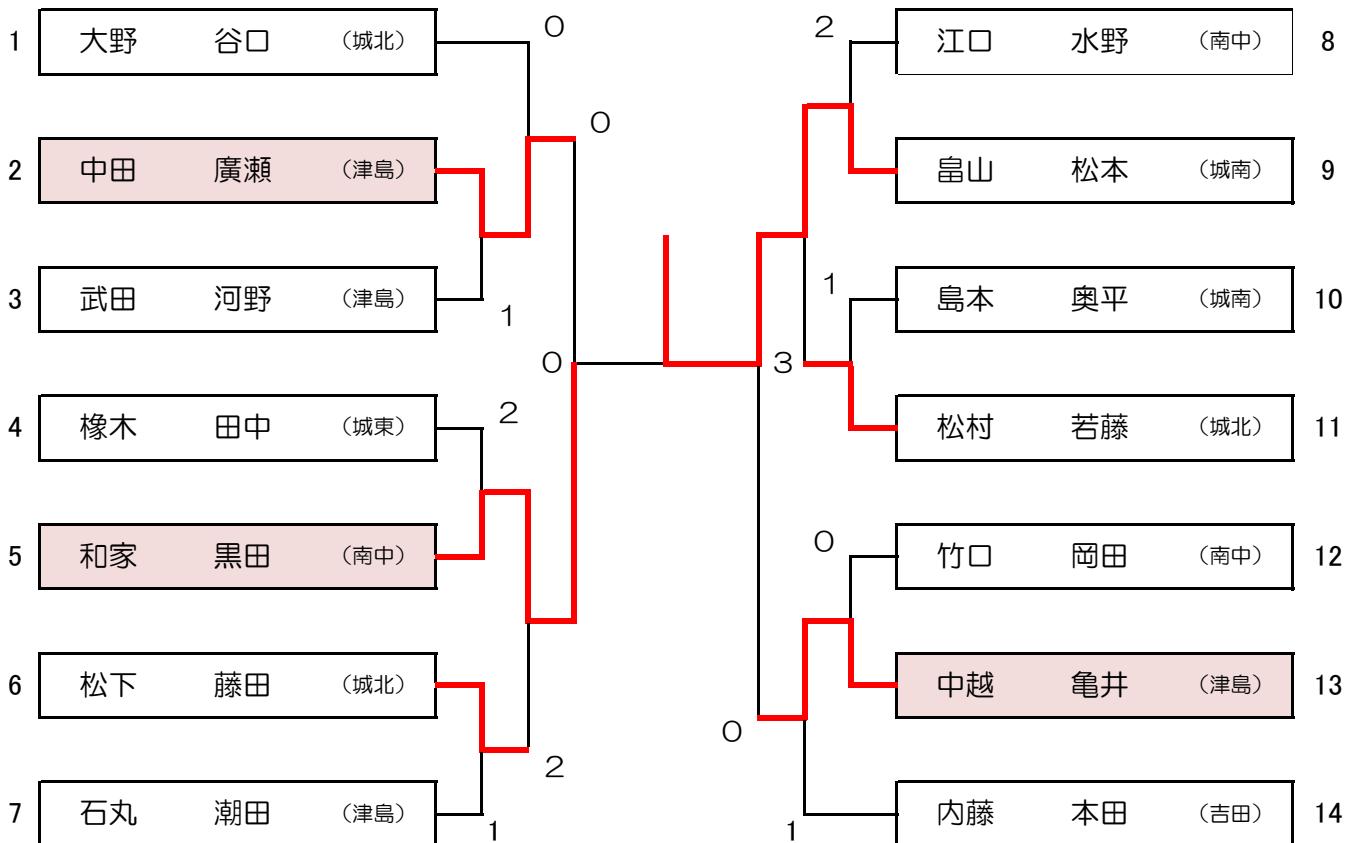 1 大野 谷口 (城北)
0
0
2 中田 廣瀬 (津島)
3 武田 河野 (津島)
1
0
4 橡木 田中 (城東)
2
5 和家 黒田 (南中)
6 松下 藤田 (城北)
2
7 石丸 潮田 (津島)
1
2
江口 水野 (南中) 8
畠山 松本 (城南) 9
1
島本 奥平 (城南) 10
3
松村 若藤 (城北) 11
0
竹口 岡田 (南中) 12
中越 亀井 (津島) 13
0
1
内藤 本田 (吉田) 14